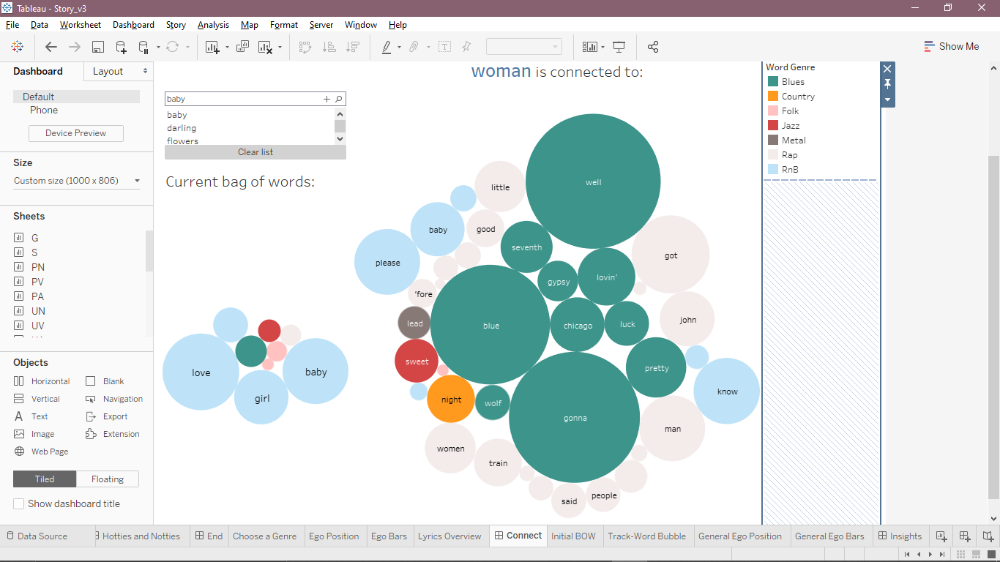 Tableau - Story_v3
File Data Worksheet Dashboard Story Analysis Map Format Server Window Help
Show Me
Dashboard Layout
Default
Phone
Device Preview
Size
Custom size (1000 x 806)
Sheets
G
S
PN
PV
PA
UN
UV
Objects
Horizontal Blank
Vertical Navigation
Text Export
Image Extension
Web Page
Tiled Floating
Show dashboard title
woman is connected to:
baby
baby
darling
flowers
Clear list
Current bag of words:
love
girl
baby
well
little
baby
good
seventh
please
got
gypsy
lovin'
'fore
lead
blue
chicago
luck
john
sweet
pretty
know
night
wolf
gonna
man
women
train
said
people
Word Genre
Blues
Country
Folk
Jazz
Metal
Rap
RnB
Data Source Hotties and Notties End Choose a Genre Ego Position Ego Bars Lyrics Overview Connect Initial BOW Track-Word Bubble General Ego Position General Ego Bars Insights